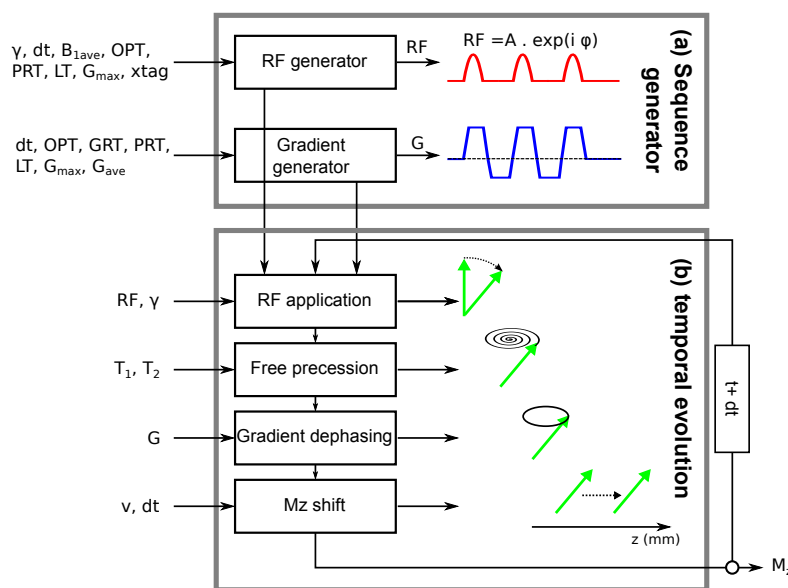 γ, dt, B1ave, OPT,
PRT, LT, Gmax, xtag
RF generator
RF
RF =A . exp(i φ)
(a) Sequence
generator
dt, OPT, GRT, PRT,
LT, Gmax, Gave
Gradient
generator
G
(b) temporal evolution
RF, γ
RF application
T1, T2
Free precession
t+ dt
G
Gradient dephasing
v, dt
Mz shift
z (mm)